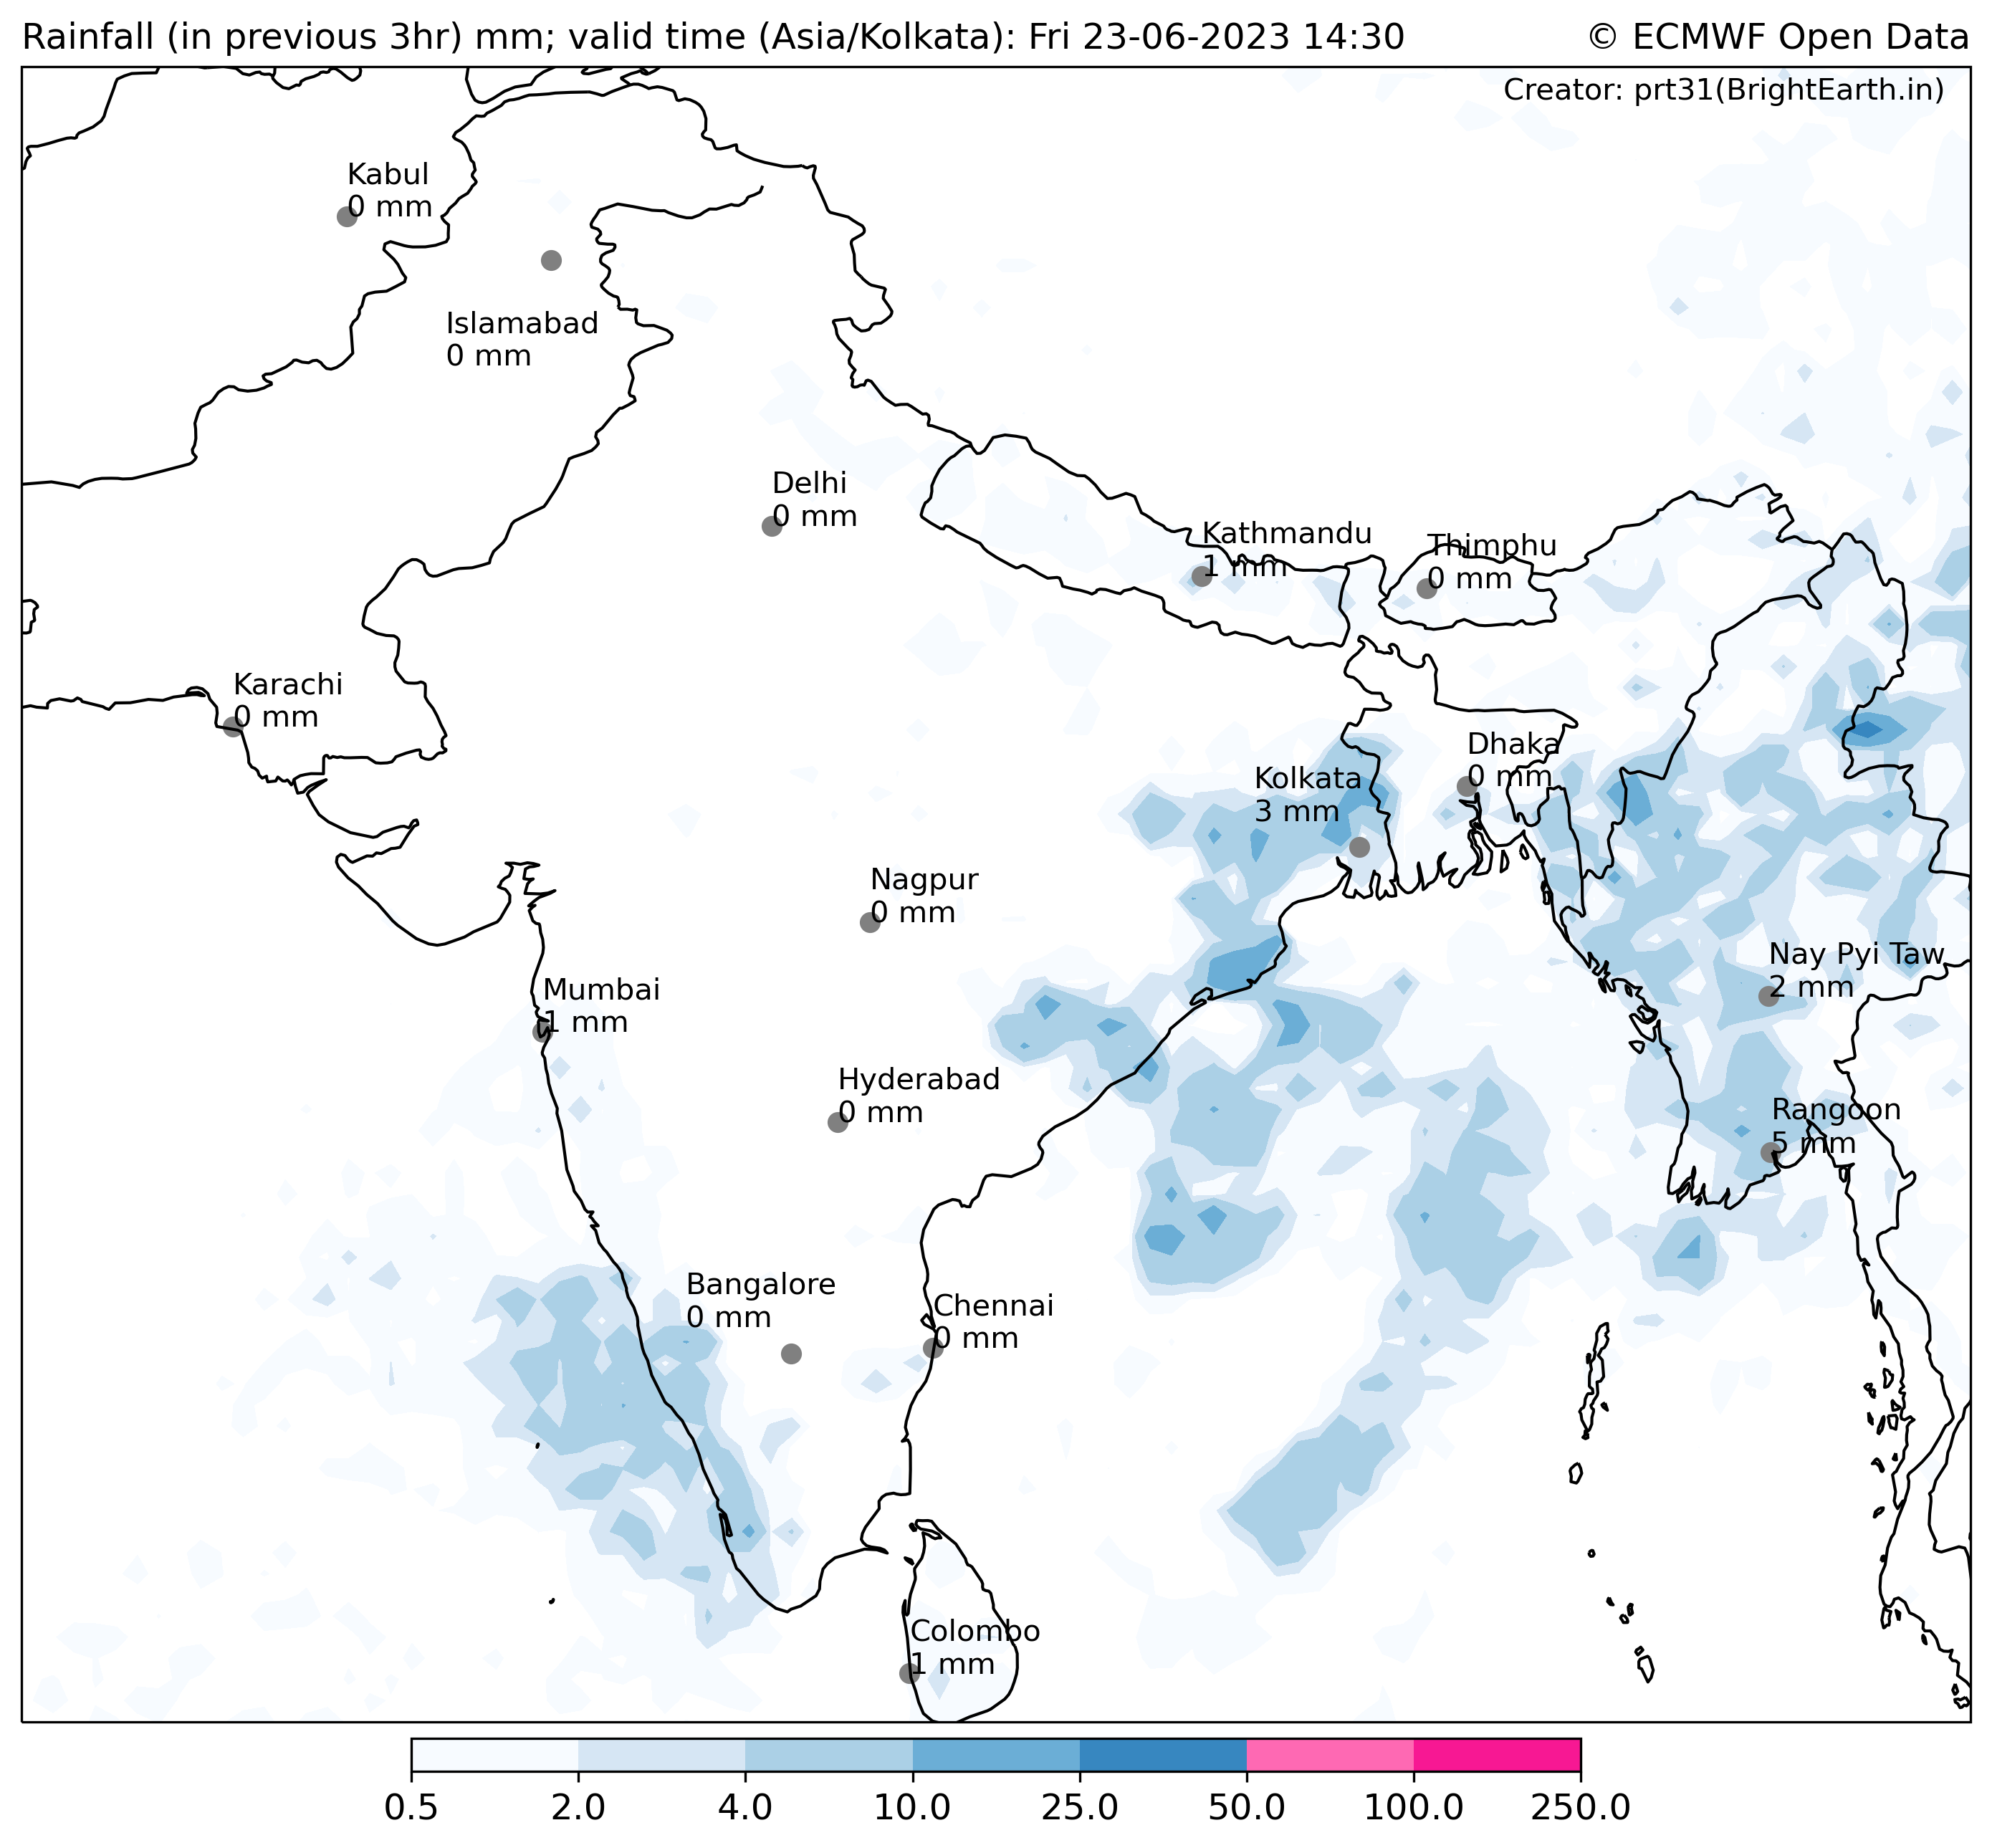 Rainfall (in previous 3hr) mm; valid time (Asia/Kolkata): Fri 23-06-2023 14:30
© ECMWF Open Data
Creator: prt31(BrightEarth.in)
Kabul
0 mm
Islamabad
0 mm
Delhi
0 mm
Kathmandu
1 mm
Thimphu
0 mm
Karachi
0 mm
Dhaka
0 mm
Kolkata
3 mm
Nagpur
0 mm
Nay Pyi Taw
2 mm
Mumbai
1 mm
Hyderabad
0 mm
Rangoon
5 mm
Bangalore
0 mm
Chennai
0 mm
Colombo
1 mm
0.5 2.0 4.0 10.0 25.0 50.0 100.0 250.0